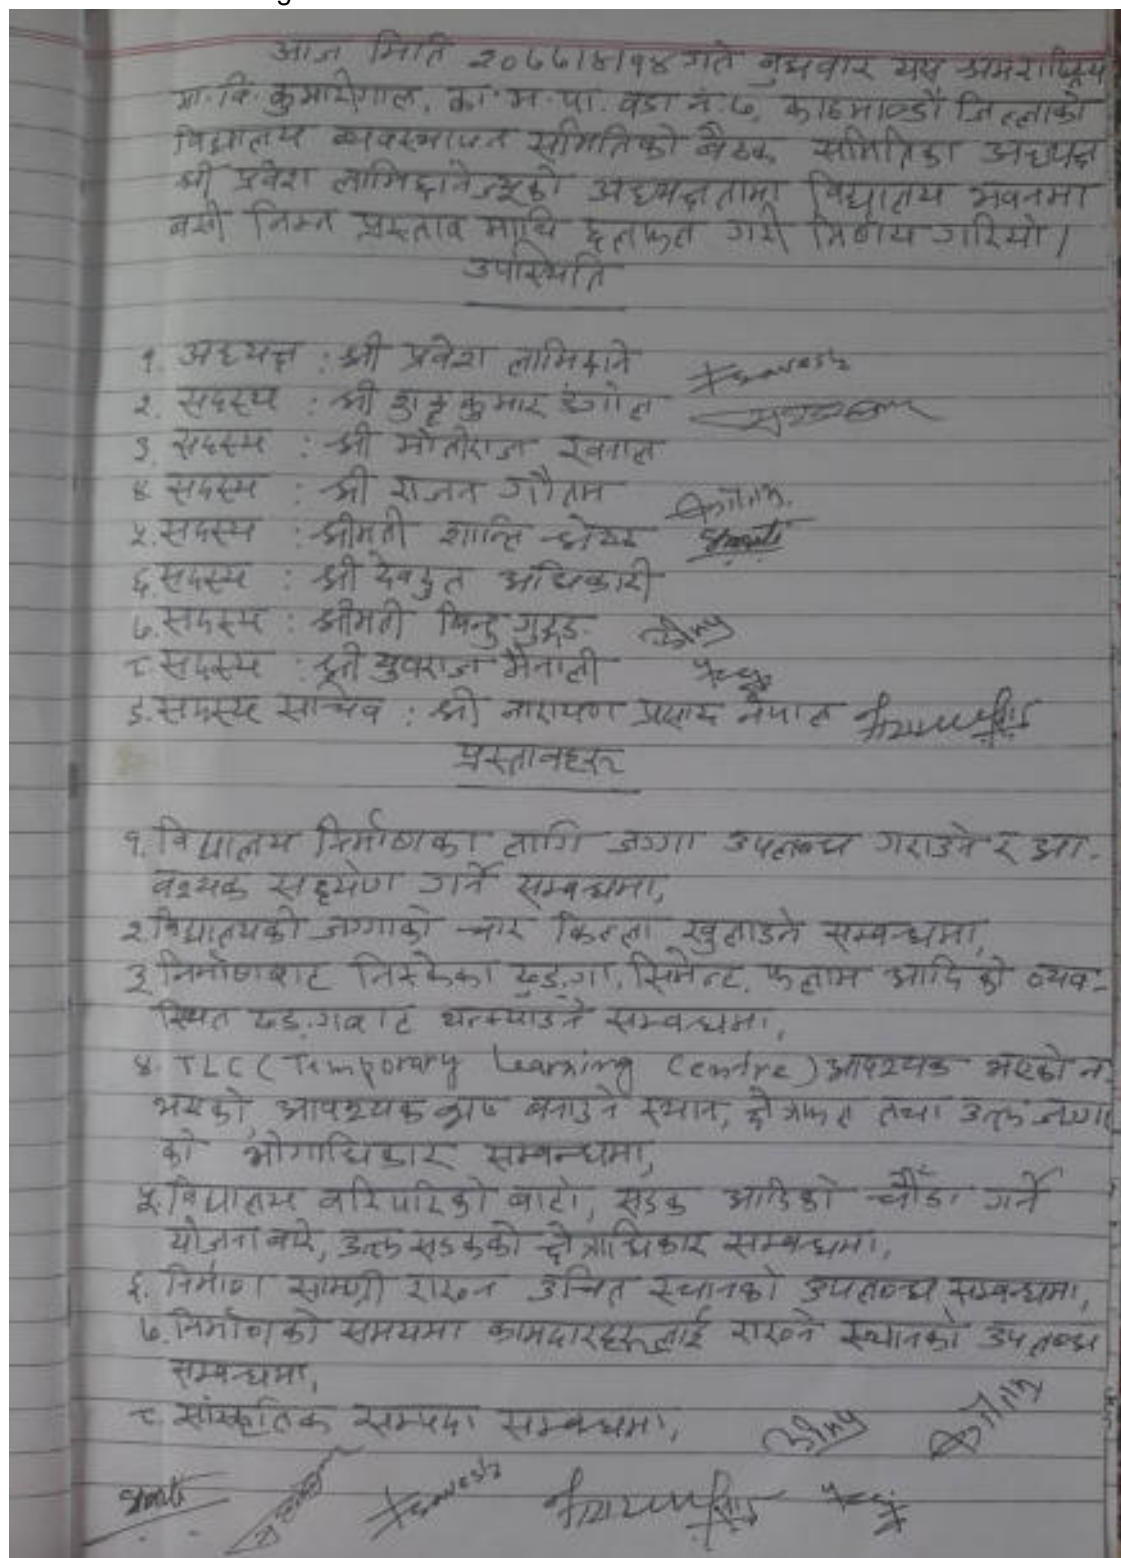 आज मिति २०७७।४।१४ गते बुधवार यस श्रमराष्ट्रिय
मा.वि. कुमारीगाल, का.म.पा. वडा नं. ७, काठमाण्डौ जिल्लाको
विद्यालय व्यवस्थापन समितिको बैठक समितिका अध्यक्ष
श्री प्रवेश लामिछानेज्यूको अध्यक्षतामा विद्यालय भवनमा
बसी निम्न प्रस्ताव माथि छलफल गरी निर्णय गरियो।
उपस्थिति
१. अध्यक्ष : श्री प्रवेश लामिछाने
२. सदस्य : श्री कुमार डंगोल
३. सदस्य : श्री मोतीराज खनाल
४. सदस्य : श्री राजन गौतम
५. सदस्य : श्रीमती शान्ति श्रेष्ठ
६. सदस्य : श्री देवदुत अधिकारी
७. सदस्य : श्रीमती बिन्दु गुरुङ
८. सदस्य : श्री युवराज मैनाली
९. सदस्य सचिव : श्री नारायण प्रसाद नेपाल
प्रस्तावहरू
१. विद्यालय निर्माणका लागि जग्गा उपलब्ध गराउने र आ-
वश्यक सहयोग गर्ने सम्बन्धमा,
२. विद्यालयको जग्गाको चार किल्ला खुलाउने सम्बन्धमा,
३. निर्माणबाट निस्केका ढुङ्गा, सिमेन्ट, फलाम आदिको व्यव-
स्थित ढङ्गबाट थन्क्याउने सम्बन्धमा,
४. TLC (Temporary Learning Centre) आवश्यक भएको न-
भएको, आवश्यक भए बनाउने स्थान, क्षेत्रफल तथा उक्त जग्गा
को भोगाधिकार सम्बन्धमा,
५. विद्यालय वरिपरिको बाटो, सडक आदिको चौडा गर्ने
योजना बारे, उक्त सडकको क्षेत्राधिकार सम्बन्धमा,
६. निर्माण सामग्री राख्न उचित स्थानको उपलब्ध सम्बन्धमा,
७. निर्माणको समयमा कामदारहरूलाई राख्ने स्थानको उपलब्ध
सम्बन्धमा,
८. सांस्कृतिक सम्पदा सम्बन्धमा,